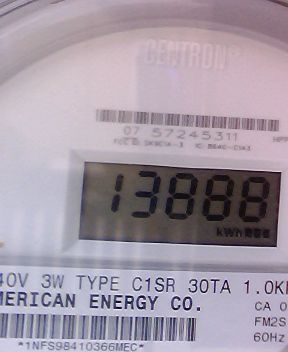 CENTRON®
07 57245311
13888
kWh
40V 3W TYPE C1SR 30TA 1.0K
MERICAN ENERGY CO.
CA 0
FM2S
60Hz
*1NFS98410366MEC*